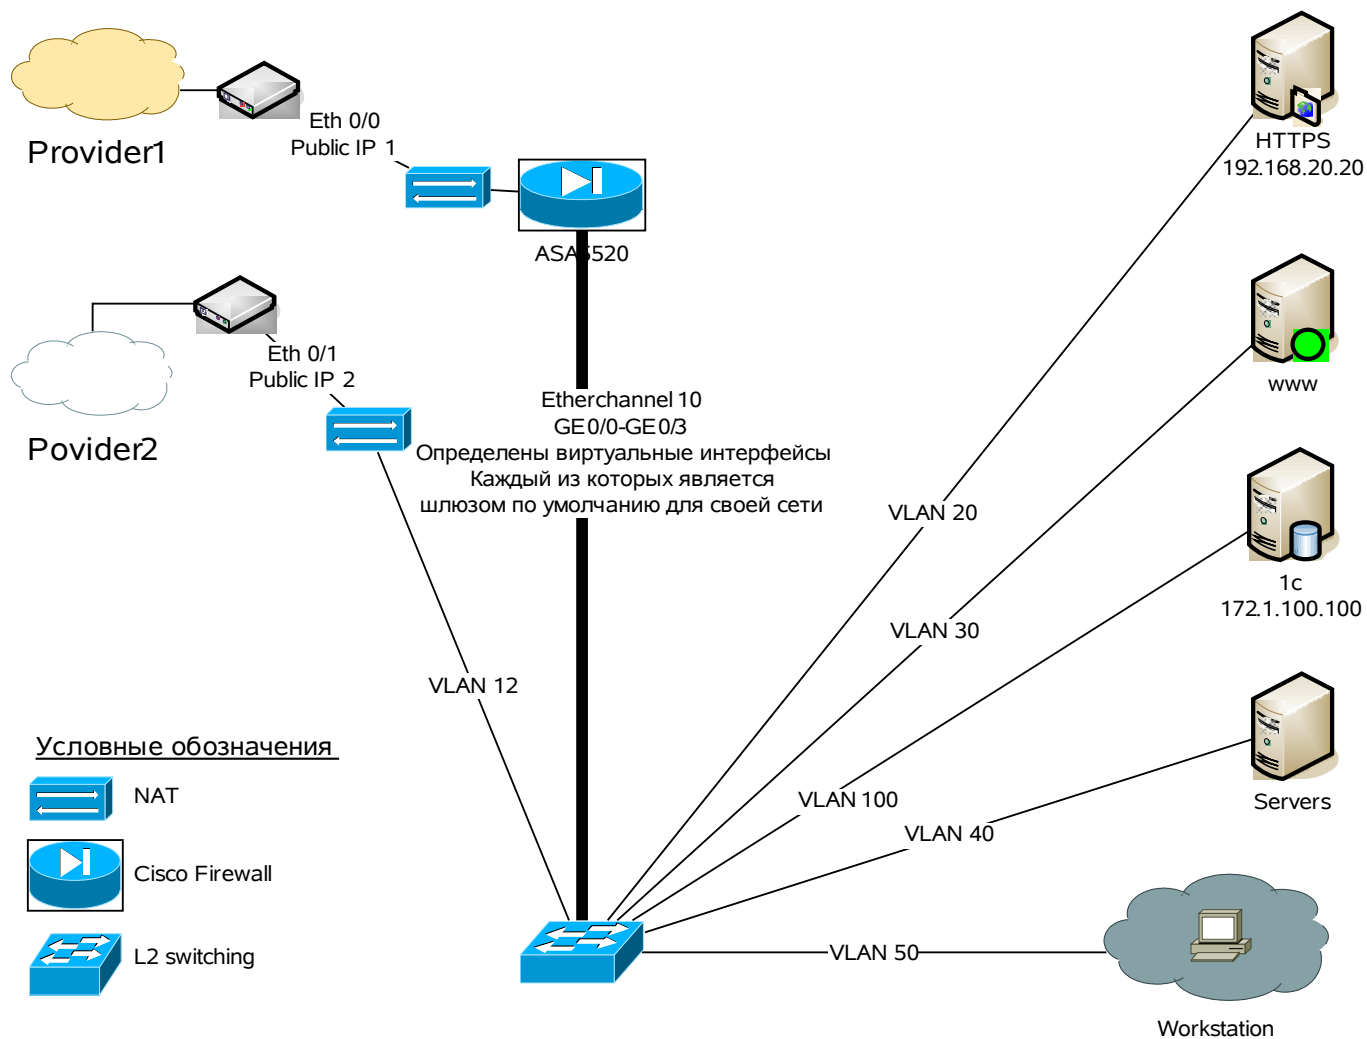 Provider1
Eth 0/0
Public IP 1
ASA5520
Eth 0/1
Public IP 2
Povider2
Etherchannel 10
GE0/0-GE0/3
Определены виртуальные интерфейсы
Каждый из которых является
шлюзом по умолчанию для своей сети
HTTPS
192.168.20.20
www
1c
172.1.100.100
Servers
Workstation
VLAN 20
VLAN 30
VLAN 12
VLAN 100
VLAN 40
VLAN 50
Условные обозначения
NAT
Cisco Firewall
L2 switching